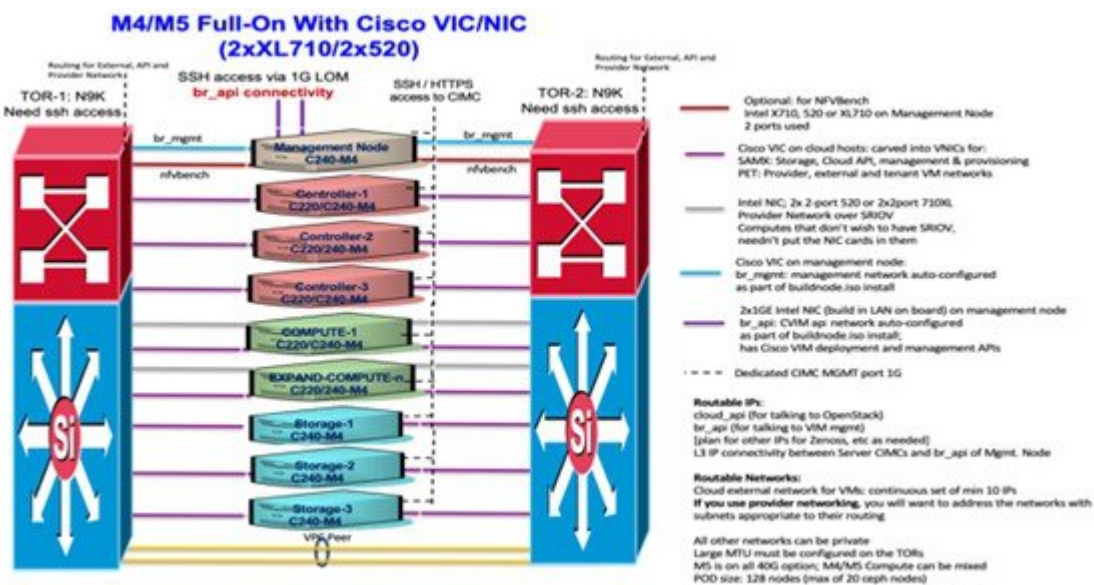 M4/M5 Full-On With Cisco VIC/NIC
(2xXL710/2x520)
Routing for External, API and
Provider Networks
SSH access via 1G LOM
br_api connectivity
SSH / HTTPS
access to CIMC
Routing for External, API and
Provider Network
TOR-1: N9K
Need ssh access
TOR-2: N9K
Need ssh access
br_mgmt
br_mgmt
Management Node
C240-M4
nfvbench
nfvbench
Controller-1
C220/C240-M4
Controller-2
C220/240-M4
Controller-3
C220/C240-M4
COMPUTE-1
C220/C240-M4
EXPAND-COMPUTE-n
C220/240-M4
Storage-1
C240-M4
Storage-2
C240-M4
Storage-3
C240-M4
VPC Peer
Si
Si
Optional: for NFVBench
Intel X710, 520 or XL710 on Management Node
2 ports used
Cisco VIC on cloud hosts: carved into VNICs for:
SAMX: Storage, Cloud API, management & provisioning
PET: Provider, external and tenant VM networks
Intel NIC; 2x 2-port 520 or 2x2port 710XL
Provider Network over SRIOV
Computes that don't wish to have SRIOV,
needn't put the NIC cards in them
Cisco VIC on management node:
br_mgmt: management network auto-configured
as part of buildnode.iso install
2x1GE Intel NIC (build in LAN on board) on management node
br_api: CVIM api network auto-configured
as part of buildnode.iso install;
has Cisco VIM deployment and management APIs
Dedicated CIMC MGMT port 1G
Routable IPs:
cloud_api (for talking to OpenStack)
br_api (for talking to VIM mgmt)
[plan for other IPs for Zenoss, etc as needed]
L3 IP connectivity between Server CIMCs and br_api of Mgmt. Node
Routable Networks:
Cloud external network for VMs: continuous set of min 10 IPs
If you use provider networking, you will want to address the networks with
subnets appropriate to their routing
All other networks can be private
Large MTU must be configured on the TORs
M5 is on all 40G option; M4/M5 Compute can be mixed
POD size: 128 nodes (max of 20 ceph nodes)